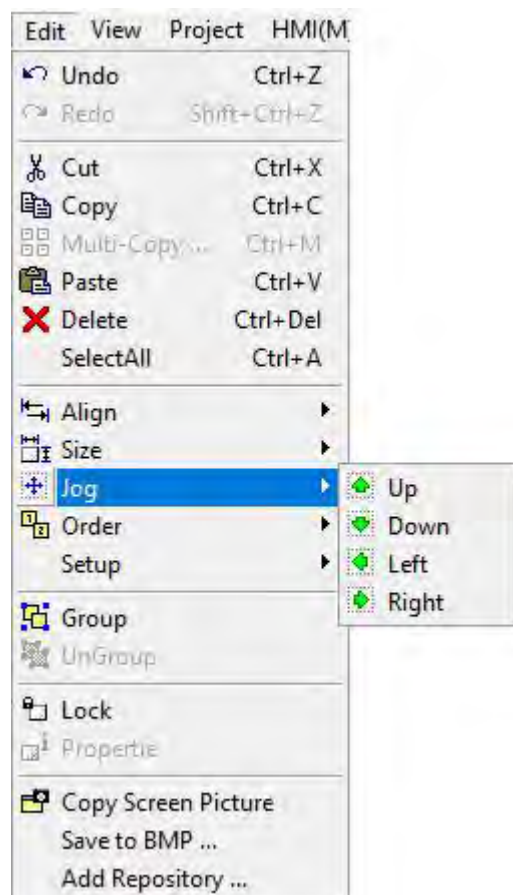 Edit View Project HMI(M
Undo Ctrl+Z
Redo Shift+Ctrl+Z
Cut Ctrl+X
Copy Ctrl+C
Multi-Copy ... Ctrl+M
Paste Ctrl+V
Delete Ctrl+Del
SelectAll Ctrl+A
Align
Size
Jog
Up
Down
Left
Right
Order
Setup
Group
UnGroup
Lock
Propertie
Copy Screen Picture
Save to BMP ...
Add Repository ...